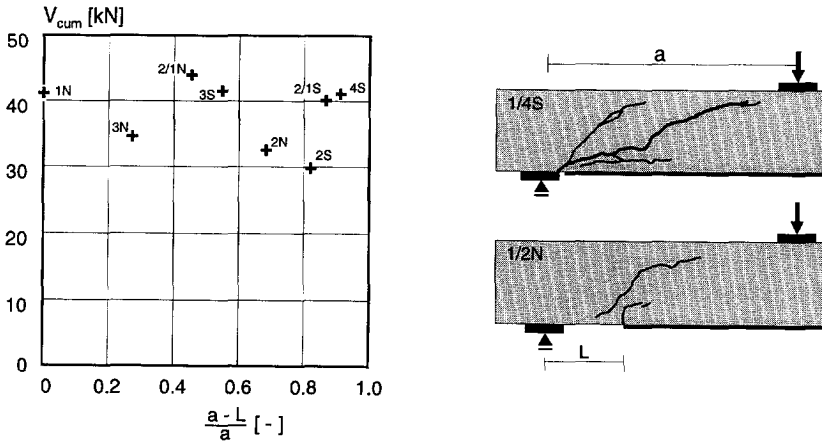 V_cum [kN]
50
40
30
20
10
0
1N
3N
2/1N
3S
2N
2S
2/1S
4S
0
0.2
0.4
0.6
0.8
1.0
a - L
a
[ - ]
a
1/4S
1/2N
L